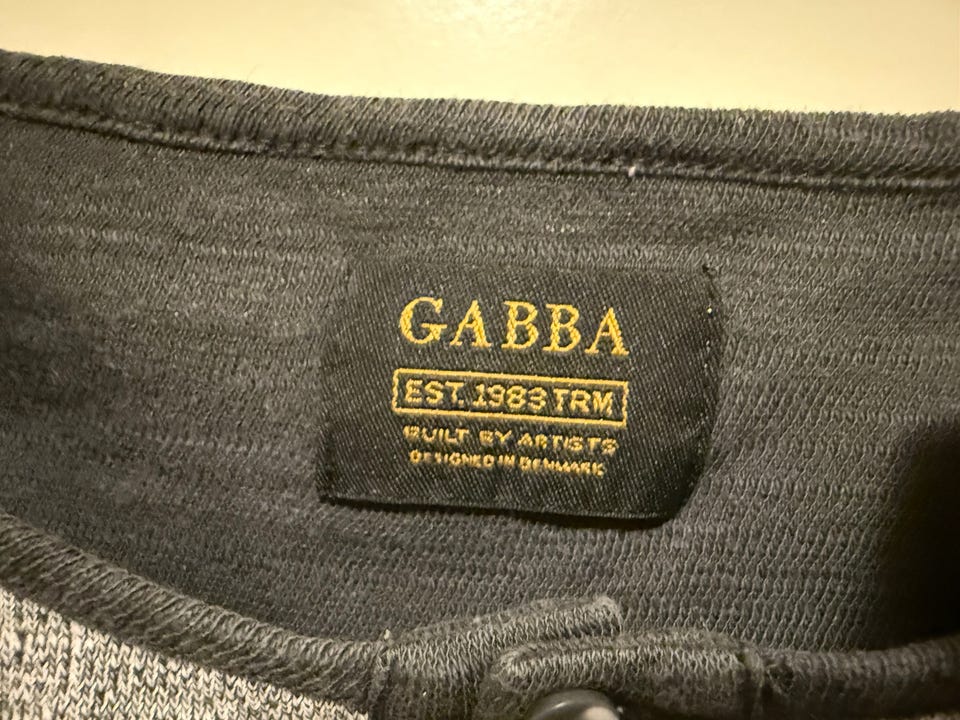 GABBA
EST. 1983 TRM
BUILT BY ARTISTS
DESIGNED IN DENMARK